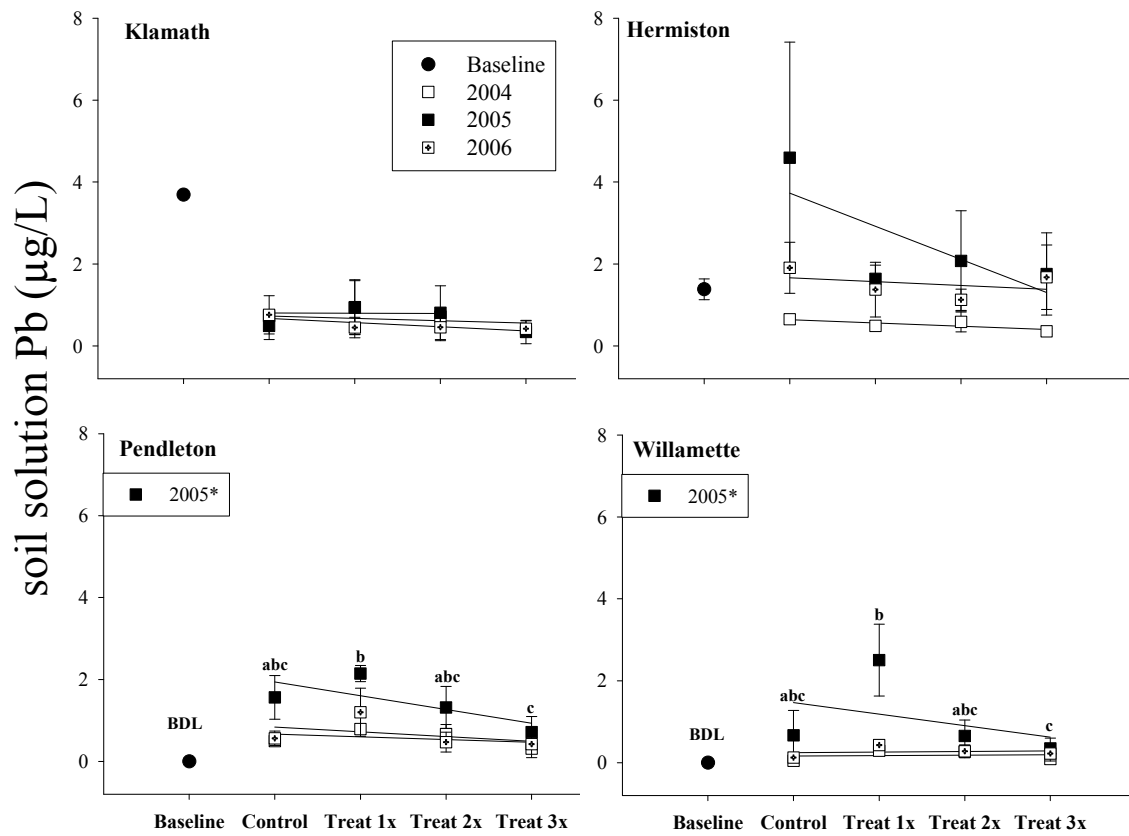 soil solution Pb (µg/L)
Klamath
Baseline
2004
2005
2006
8
6
4
2
0
Hermiston
8
6
4
2
0
Pendleton
2005*
8
6
4
2
0
BDL
abc
b
abc
c
Baseline Control Treat 1x Treat 2x Treat 3x
Willamette
2005*
8
6
4
2
0
BDL
abc
b
abc
c
Baseline Control Treat 1x Treat 2x Treat 3x